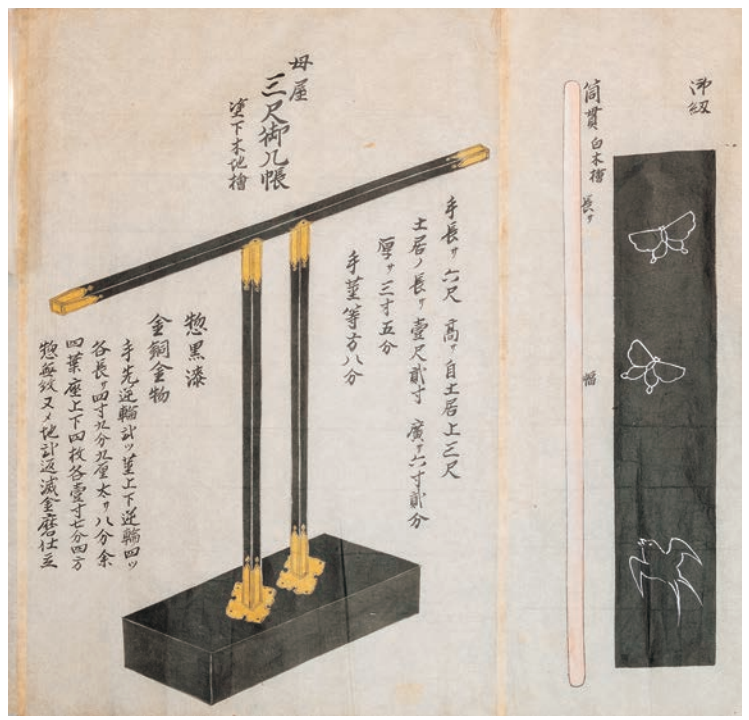 御級
筒貫 白木檜 長サ
幅
母屋
三尺御几帳
塗下木地檜
手長サ 六尺 高サ 自土居上三尺
土居ノ長サ 壹尺貳寸 廣サ六寸貳分
厚サ 三寸五分
手莖等方八分
惣黒漆
金銅金物
手先逆輪計ツ莖上下逆輪四ツ
各長サ四寸九分九厘太サ八分余
四葉座上下四枚各壹寸七分四方
惣無紋又〆地計返滅金磨仕立